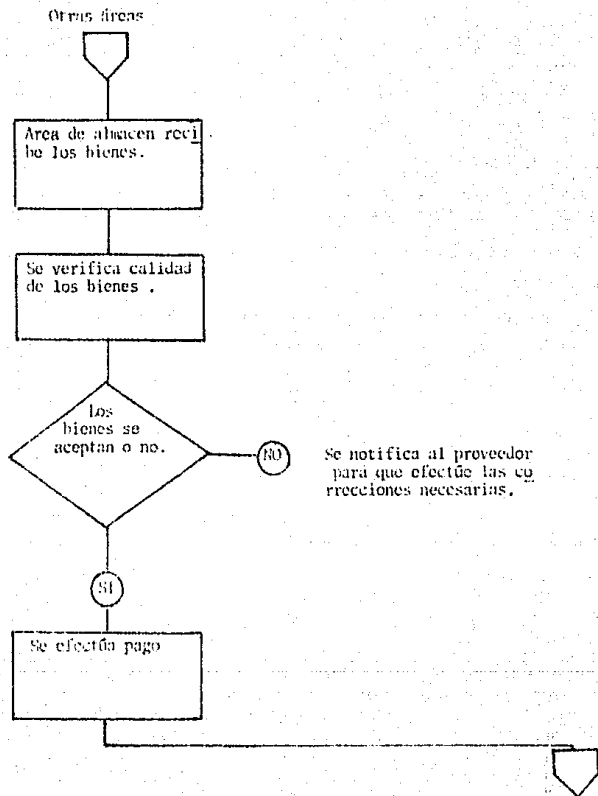 Otras áreas
Area de almacen reci
be los bienes.
Se verifica calidad
de los bienes .
Los
bienes se
aceptan o no.
NO
Se notifica al proveedor
para que efectúe las co
rrecciones necesarias.
SI
Se efectúa pago